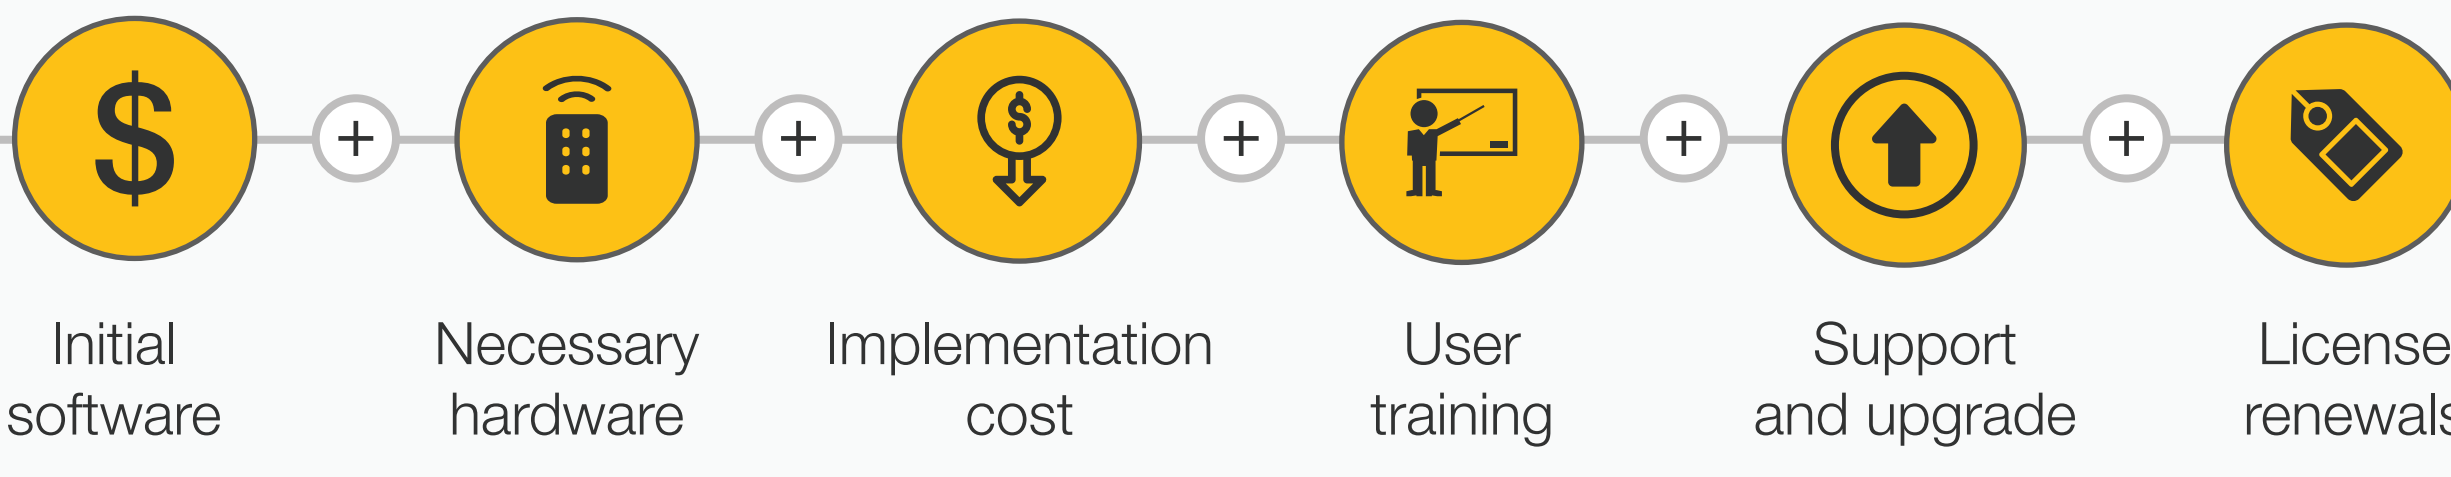 $
+
+
$
+
+
+
Initial
software
Necessary
hardware
Implementation
cost
User
training
Support
and upgrade
License
renewals